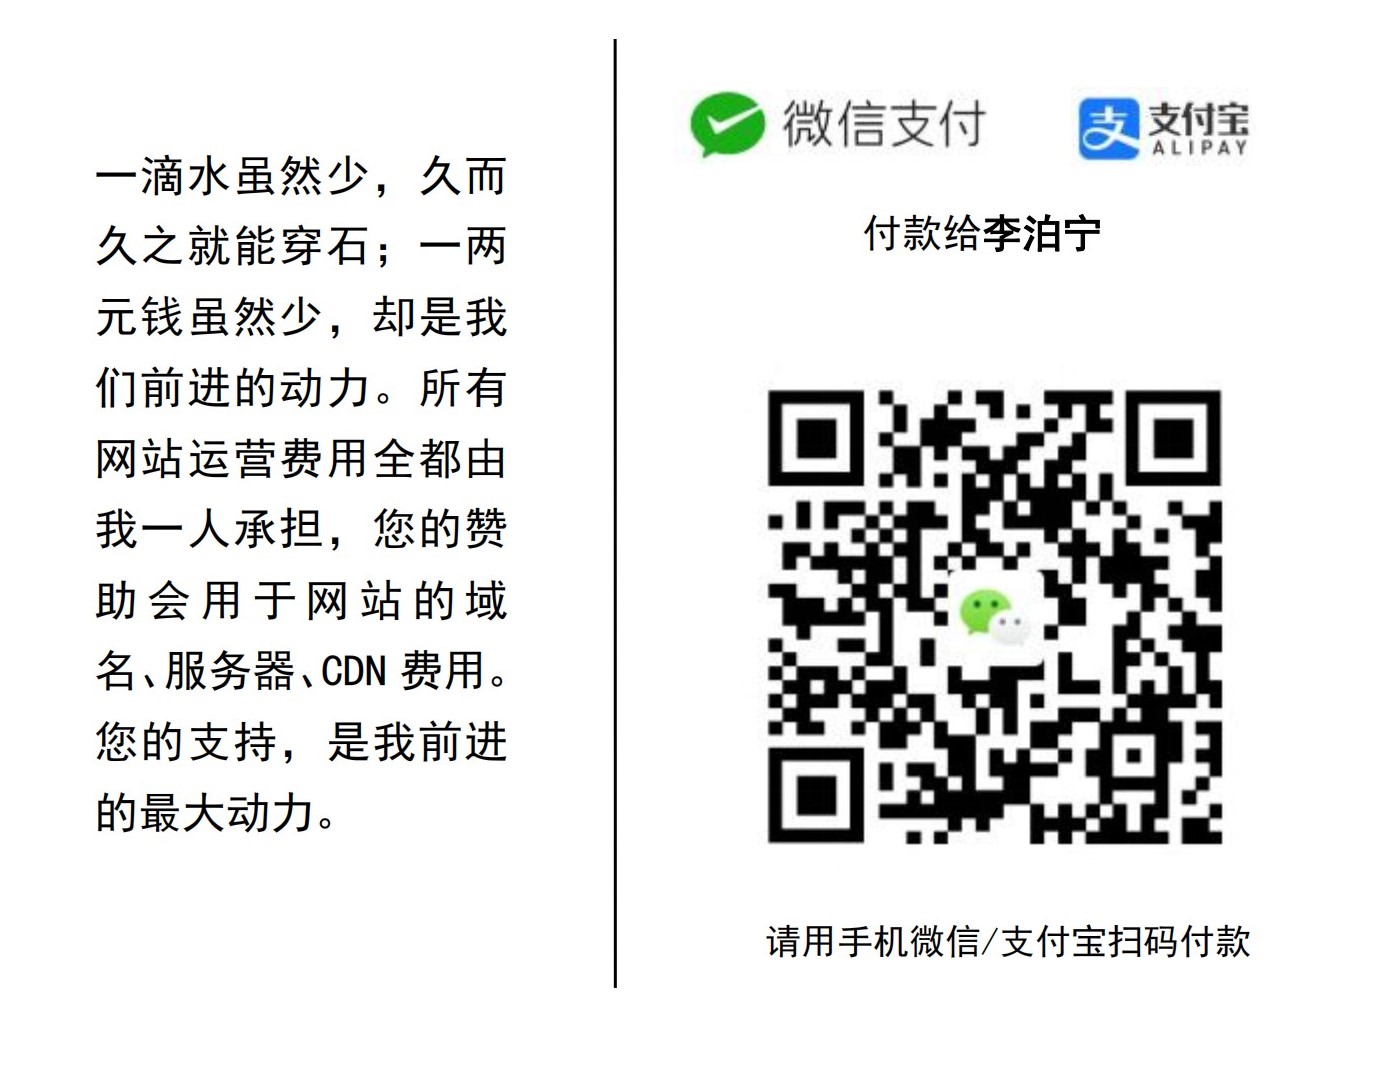 一滴水虽然少，久而
久之就能穿石；一两
元钱虽然少，却是我
们前进的动力。所有
网站运营费用全都由
我一人承担，您的赞
助会用于网站的域
名、服务器、CDN 费用。
您的支持，是我前进
的最大动力。
微信支付
支付宝
ALIPAY
付款给李泊宁
请用手机微信/支付宝扫码付款